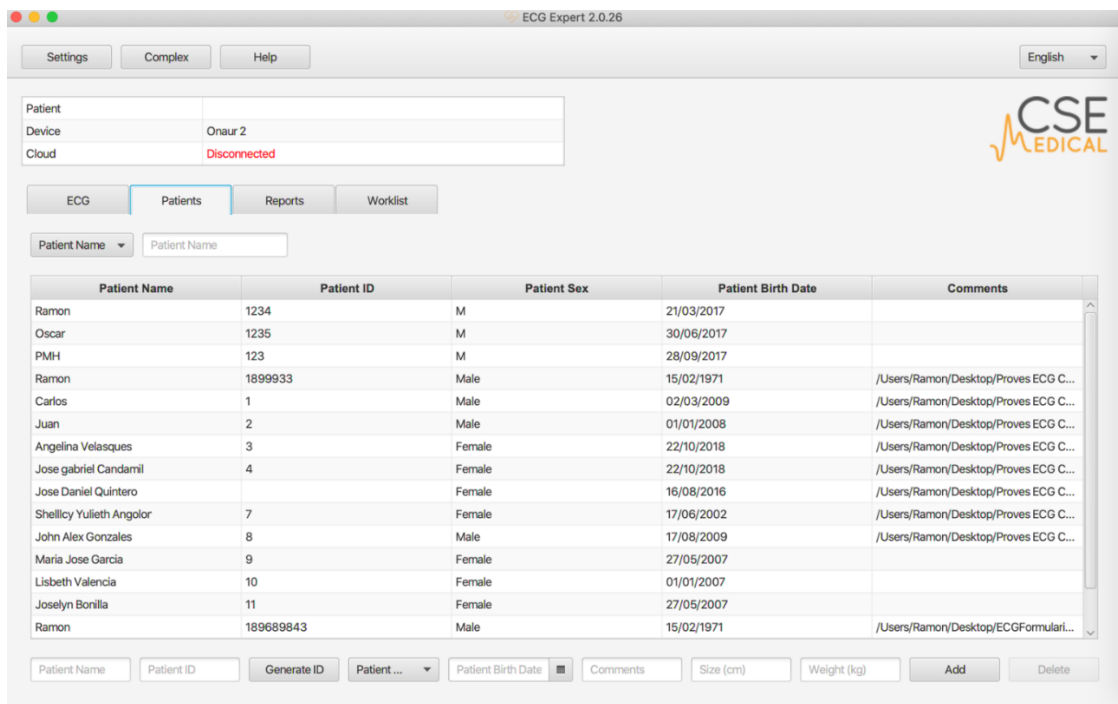 ECG Expert 2.0.26
Settings Complex Help English
CSE
MEDICAL
Patient
Device Onaur 2
Cloud Disconnected
ECG Patients Reports Worklist
Patient Name Patient Name
Patient Name Patient ID Patient Sex Patient Birth Date Comments
Ramon 1234 M 21/03/2017
Oscar 1235 M 30/06/2017
PMH 123 M 28/09/2017
Ramon 1899933 Male 15/02/1971 /Users/Ramon/Desktop/Proves ECG C...
Carlos 1 Male 02/03/2009 /Users/Ramon/Desktop/Proves ECG C...
Juan 2 Male 01/01/2008 /Users/Ramon/Desktop/Proves ECG C...
Angelina Velasques 3 Female 22/10/2018 /Users/Ramon/Desktop/Proves ECG C...
Jose gabriel Candamil 4 Female 22/10/2018 /Users/Ramon/Desktop/Proves ECG C...
Jose Daniel Quintero Female 16/08/2016 /Users/Ramon/Desktop/Proves ECG C...
Shelllcy Yulieth Angolor 7 Female 17/06/2002 /Users/Ramon/Desktop/Proves ECG C...
John Alex Gonzales 8 Male 17/08/2009 /Users/Ramon/Desktop/Proves ECG C...
Maria Jose Garcia 9 Female 27/05/2007
Lisbeth Valencia 10 Female 01/01/2007
Joselyn Bonilla 11 Female 27/05/2007
Ramon 189689843 Male 15/02/1971 /Users/Ramon/Desktop/ECGFormulari...
Patient Name Patient ID Generate ID Patient ... Patient Birth Date Comments Size (cm) Weight (kg) Add Delete